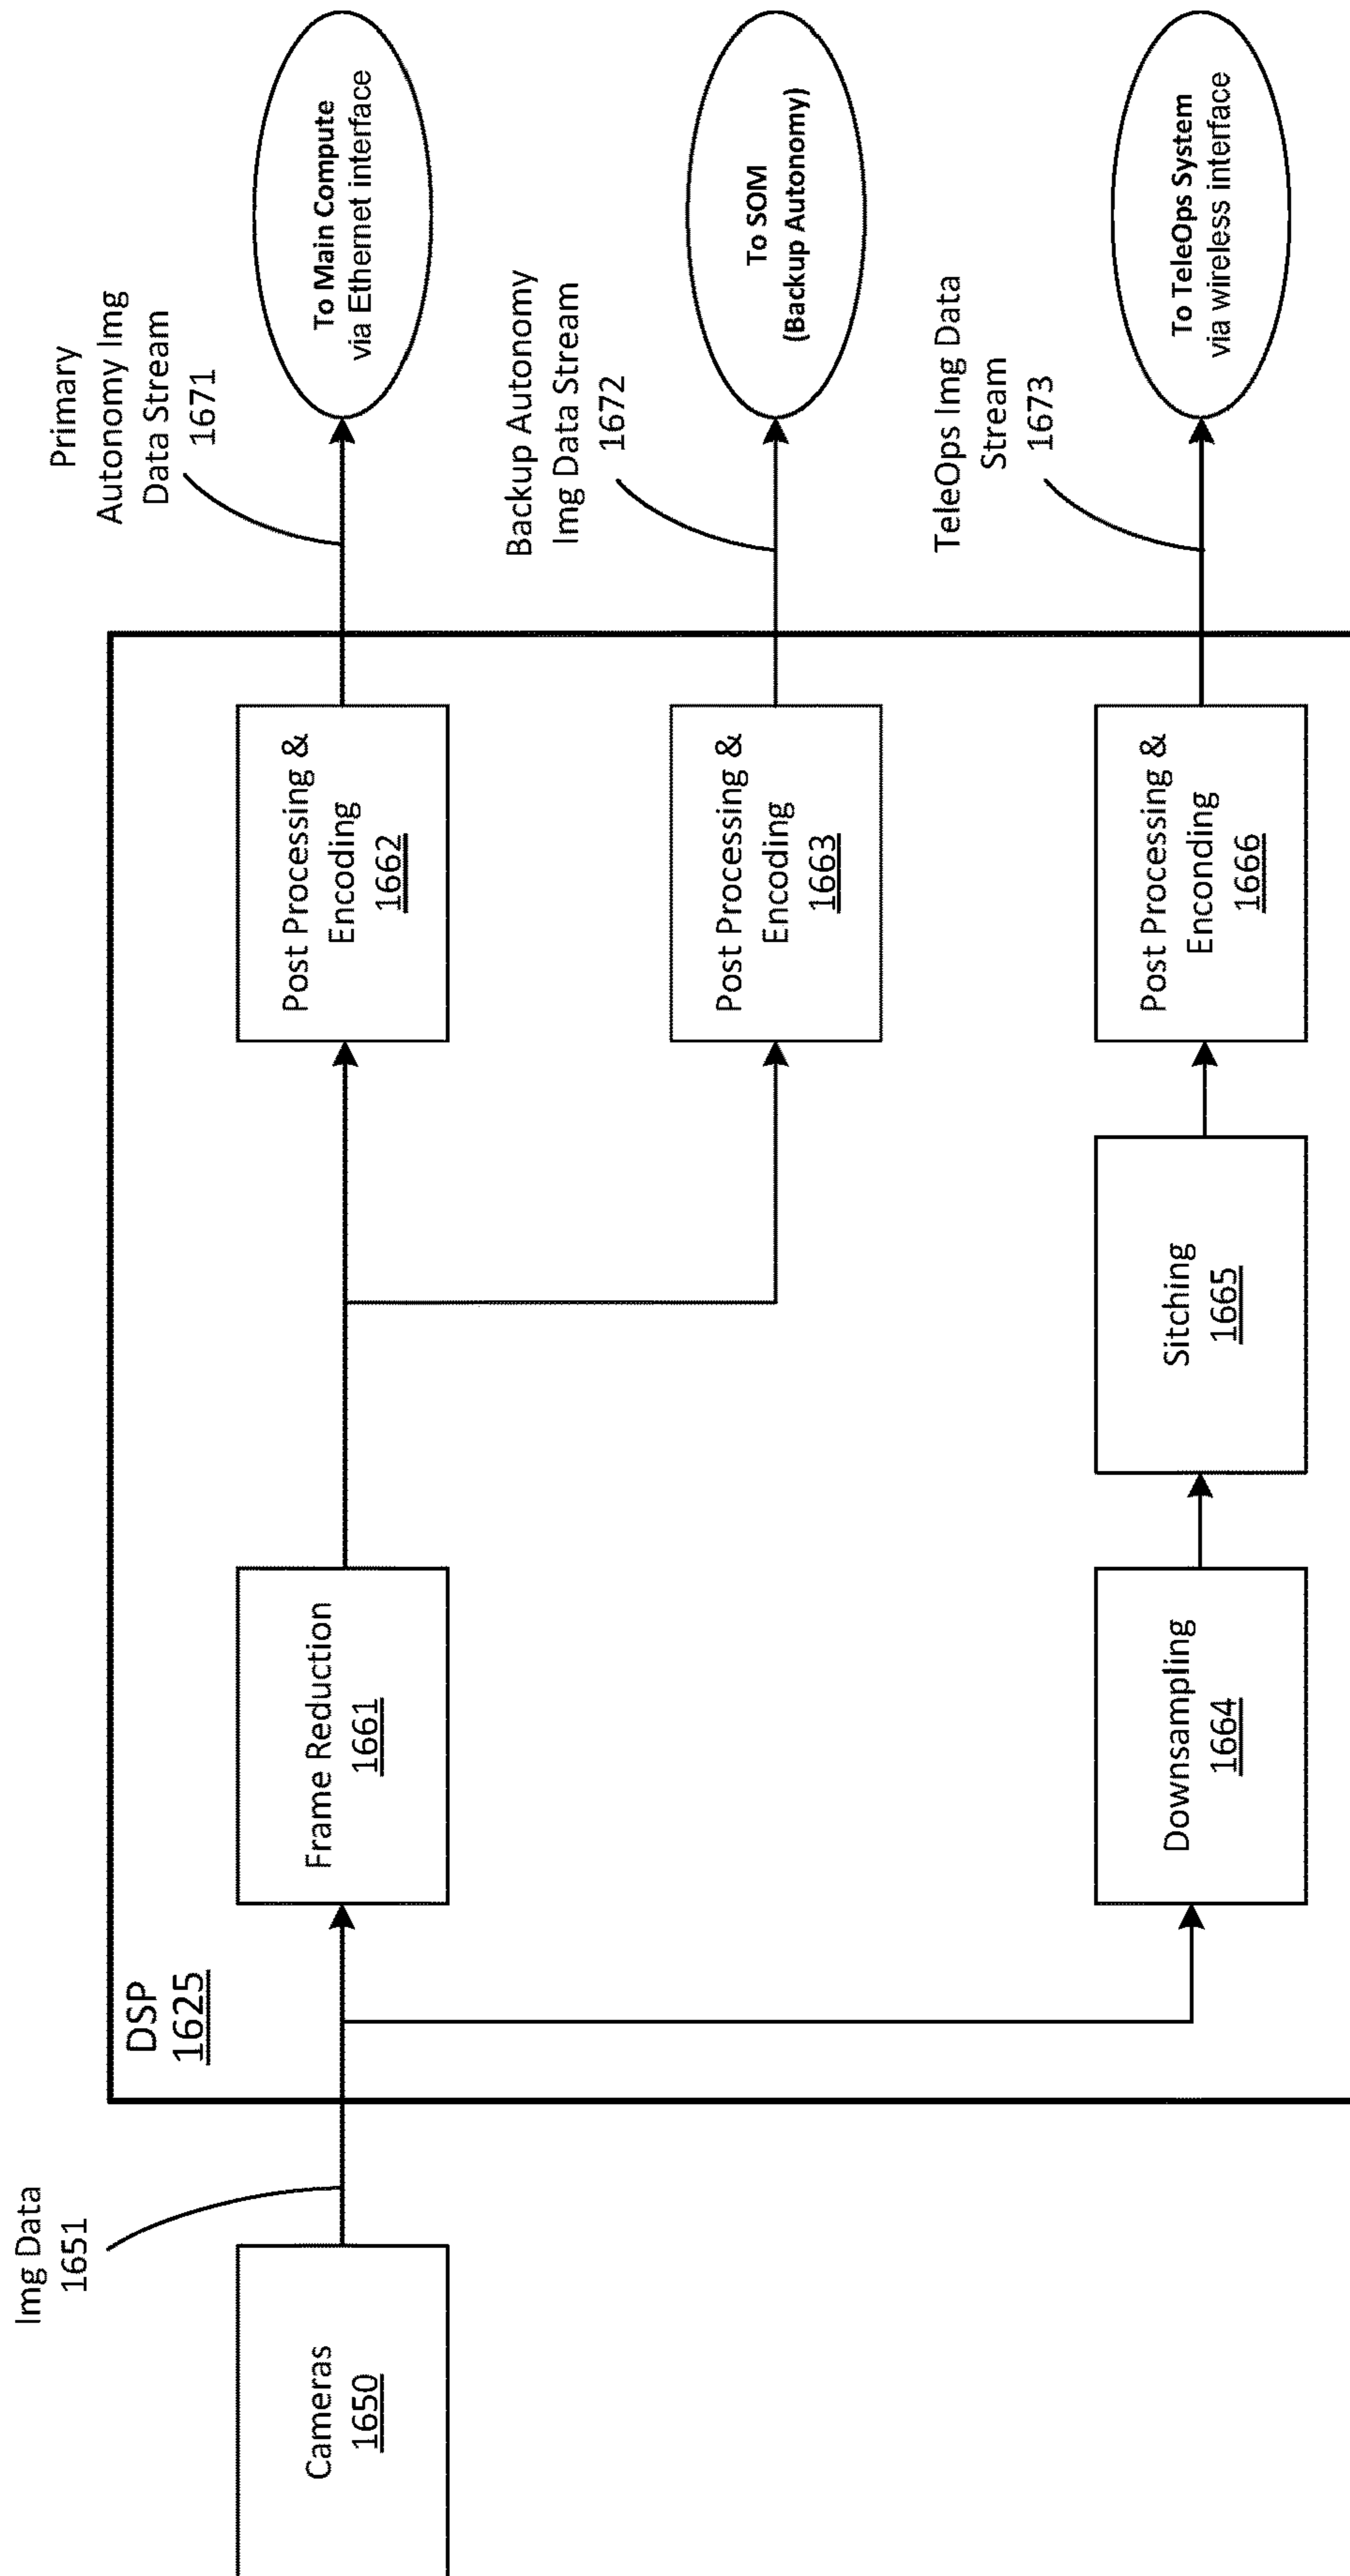 Img Data
1651
Cameras
1650
DSP
1625
Frame Reduction
1661
Downsampling
1664
Sitching
1665
Post Processing &
Encoding
1662
Post Processing &
Encoding
1663
Post Processing &
Enconding
1666
Primary
Autonomy Img
Data Stream
1671
Backup Autonomy
Img Data Stream
1672
TeleOps Img Data
Stream
1673
To Main Compute
via Ethernet interface
To SOM
(Backup Autonomy)
To TeleOps System
via wireless interface